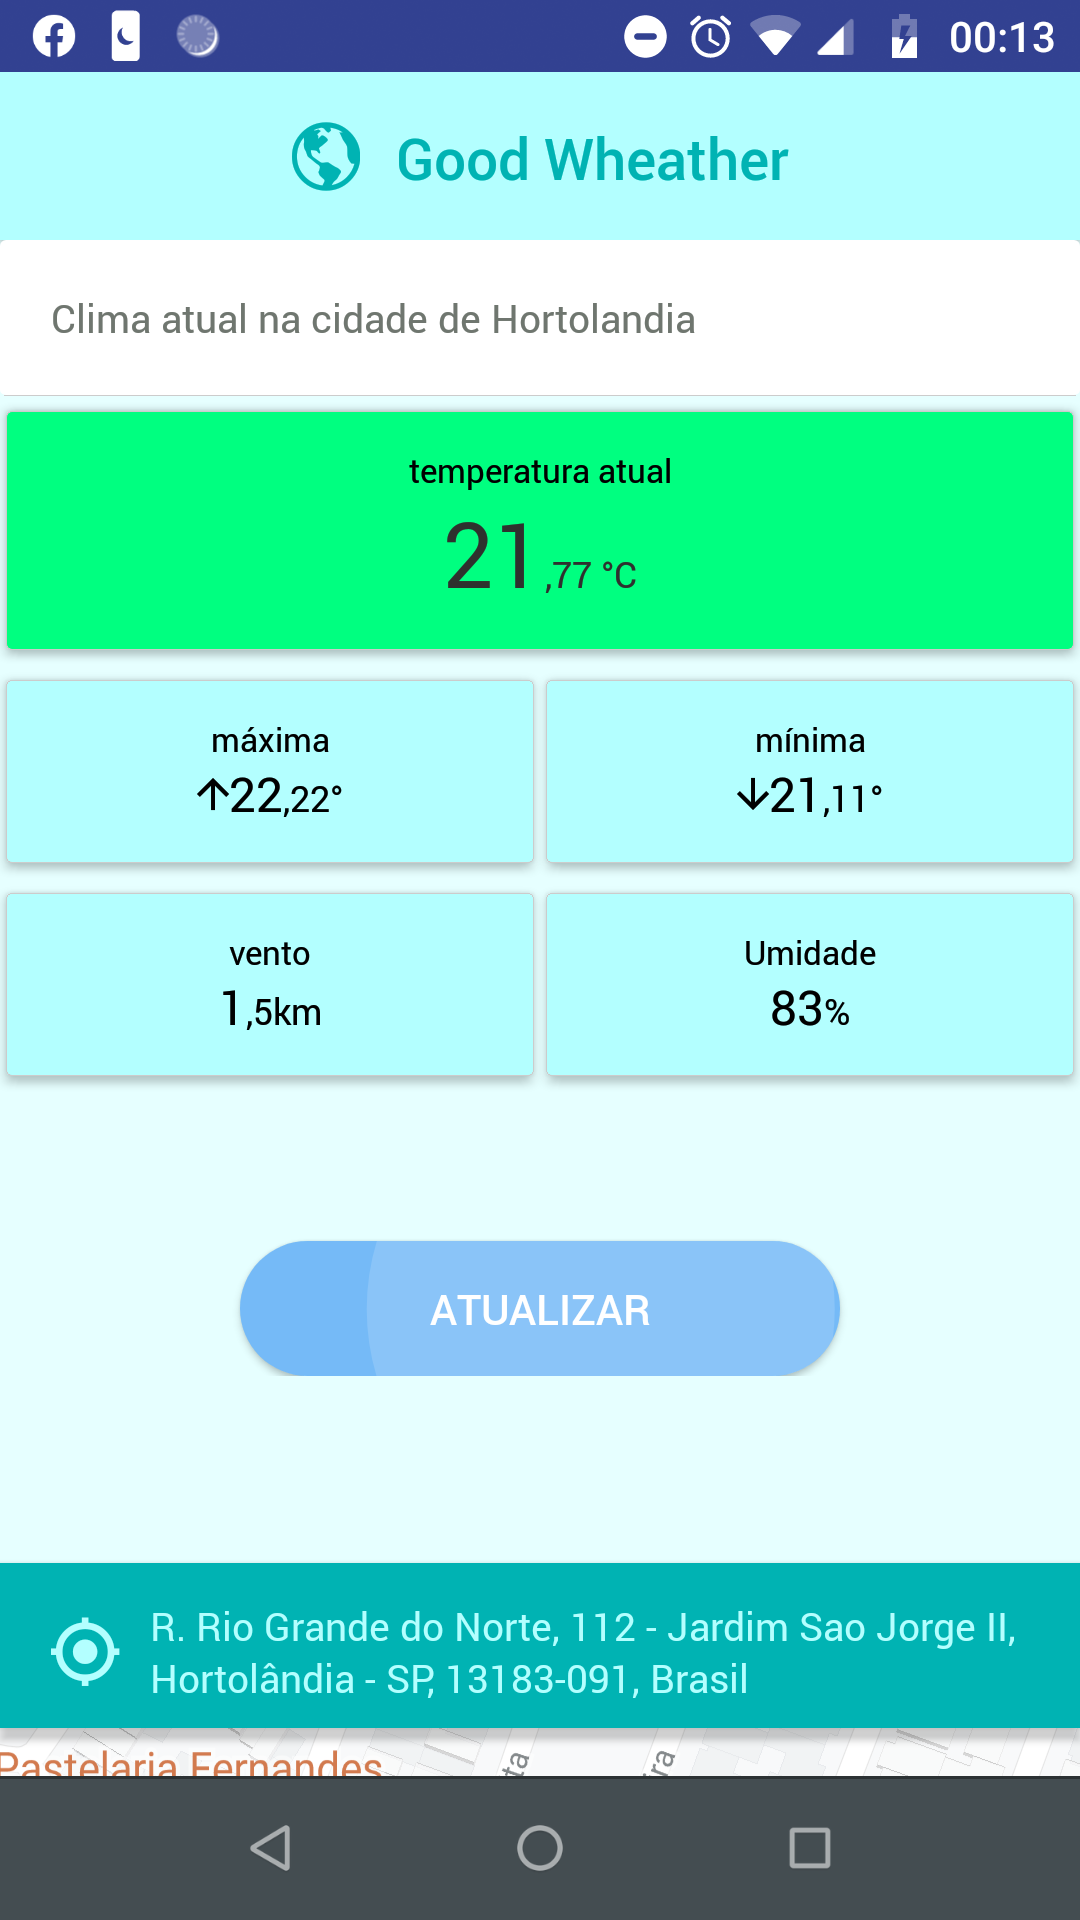 00:13
Good Wheather
Clima atual na cidade de Hortolandia
temperatura atual
21,77 °C
máxima
↑22,22°
mínima
↓21,11°
vento
1,5km
Umidade
83%
ATUALIZAR
R. Rio Grande do Norte, 112 - Jardim Sao Jorge II,
Hortolândia - SP, 13183-091, Brasil
Pastelaria Fernandes
ta
ira